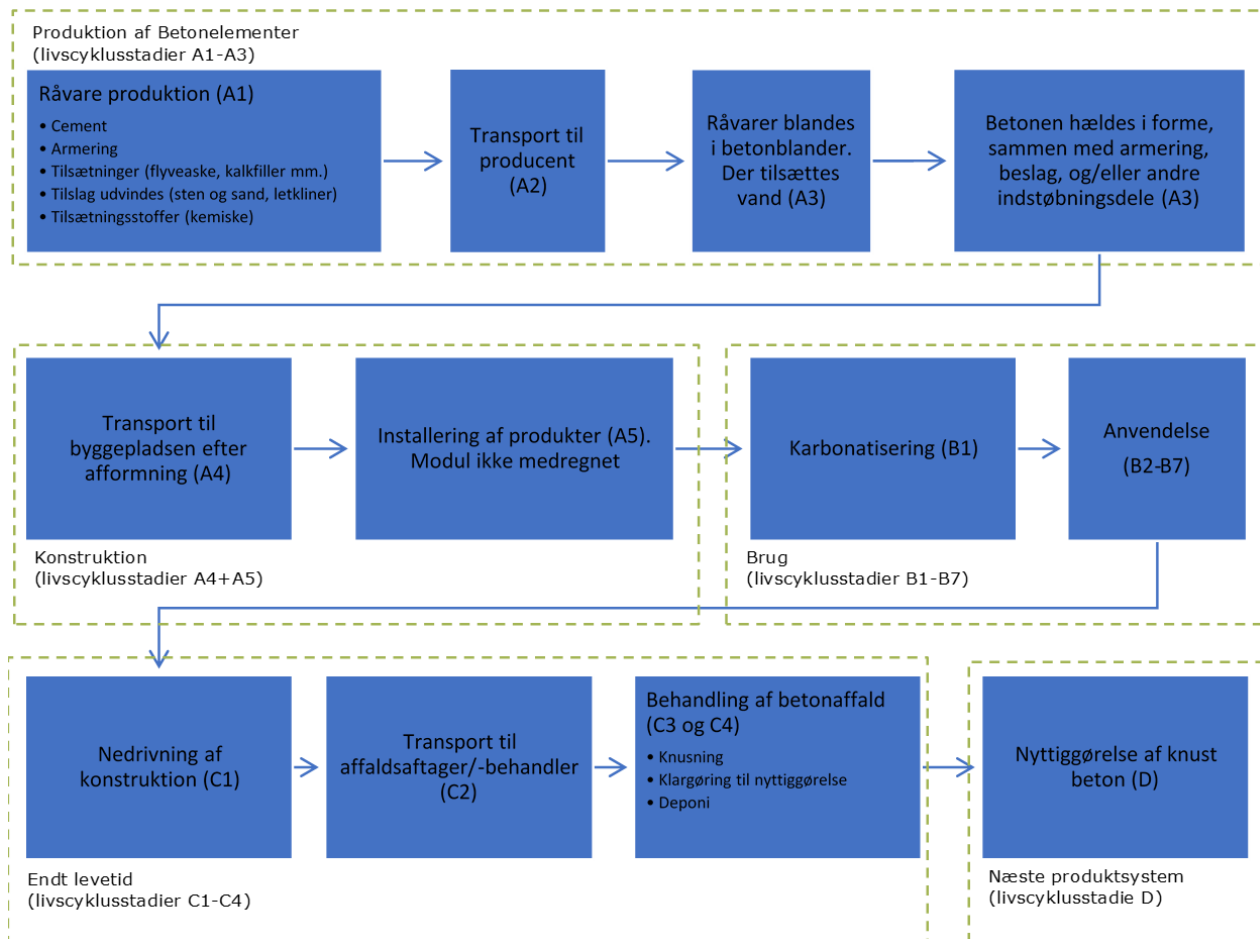 Produktion af Betonelementer
(livscyklusstadier A1-A3)
Råvare produktion (A1)
• Cement
• Armering
• Tilsætninger (flyveaske, kalkfiller mm.)
• Tilslag udvindes (sten og sand, letkliner)
• Tilsætningsstoffer (kemiske)
Transport til
producent
(A2)
Råvarer blandes
i betonblander.
Der tilsættes
vand (A3)
Betonen hældes i forme,
sammen med armering,
beslag, og/eller andre
indstøbningsdele (A3)
Transport til
byggepladsen efter
afformning (A4)
Installering af produkter (A5).
Modul ikke medregnet
Konstruktion
(livscyklusstadier A4+A5)
Karbonatisering (B1)
Anvendelse
(B2-B7)
Brug
(livscyklusstadier B1-B7)
Nedrivning af
konstruktion (C1)
Transport til
affaldsaftager/-behandler
(C2)
Behandling af betonaffald
(C3 og C4)
• Knusning
• Klargøring til nyttiggørelse
• Deponi
Endt levetid
(livscyklusstadier C1-C4)
Nyttiggørelse af knust
beton (D)
Næste produktsystem
(livscyklusstadie D)